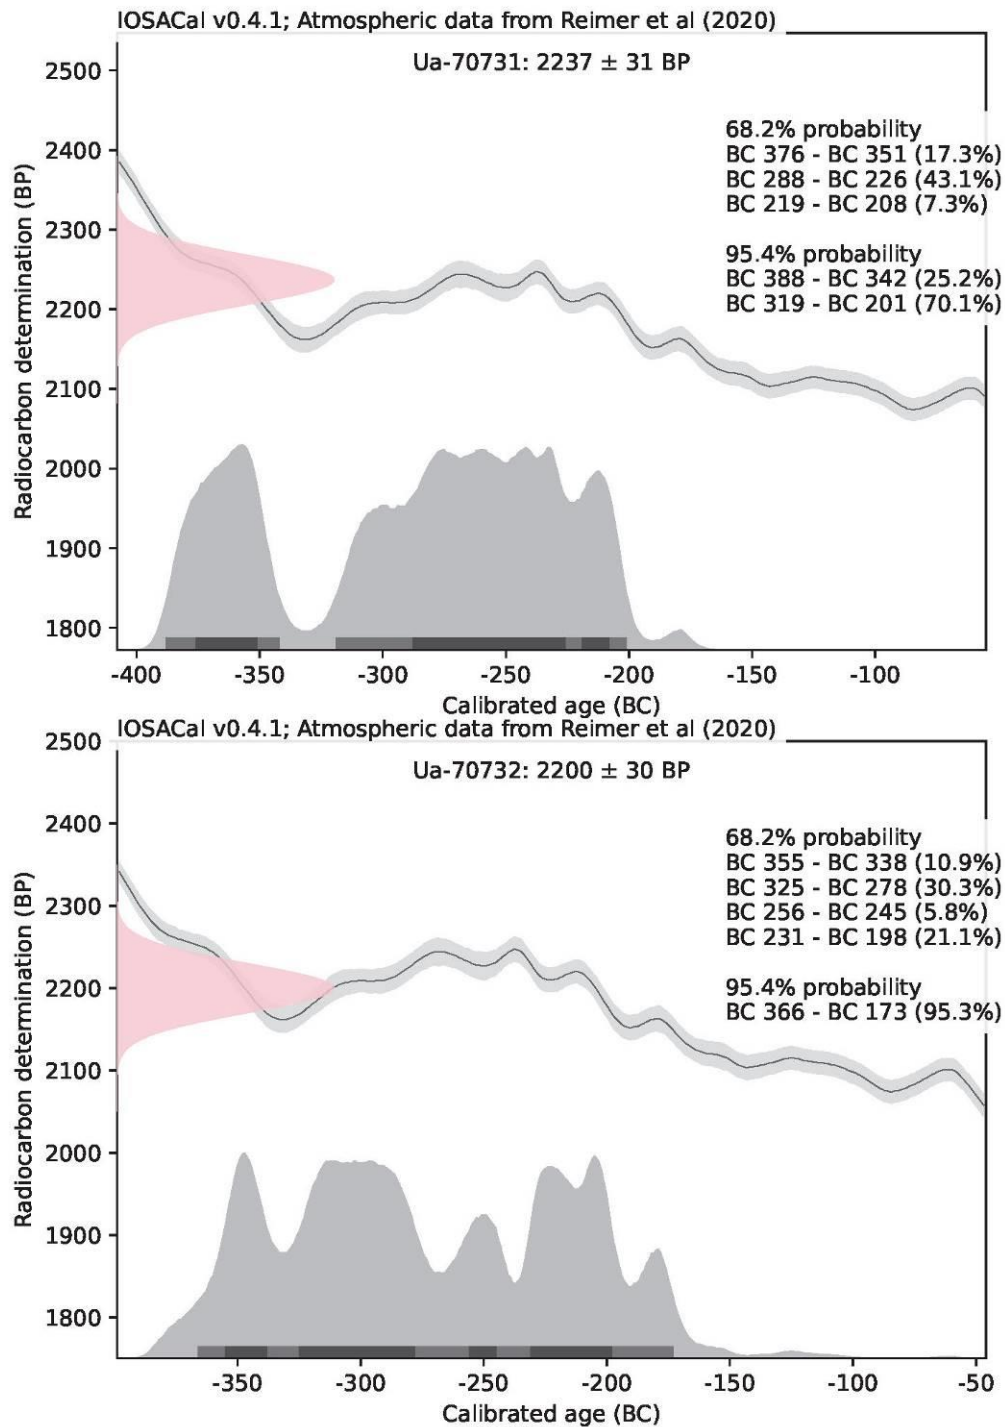 IOSACal v0.4.1; Atmospheric data from Reimer et al (2020)
Ua-70731: 2237 ± 31 BP
68.2% probability
BC 376 - BC 351 (17.3%)
BC 288 - BC 226 (43.1%)
BC 219 - BC 208 (7.3%)
95.4% probability
BC 388 - BC 342 (25.2%)
BC 319 - BC 201 (70.1%)
Radiocarbon determination (BP)
2500
2400
2300
2200
2100
2000
1900
1800
-400 -350 -300 -250 -200 -150 -100
Calibrated age (BC)
IOSACal v0.4.1; Atmospheric data from Reimer et al (2020)
Ua-70732: 2200 ± 30 BP
68.2% probability
BC 355 - BC 338 (10.9%)
BC 325 - BC 278 (30.3%)
BC 256 - BC 245 (5.8%)
BC 231 - BC 198 (21.1%)
95.4% probability
BC 366 - BC 173 (95.3%)
Radiocarbon determination (BP)
2500
2400
2300
2200
2100
2000
1900
1800
-350 -300 -250 -200 -150 -100 -50
Calibrated age (BC)